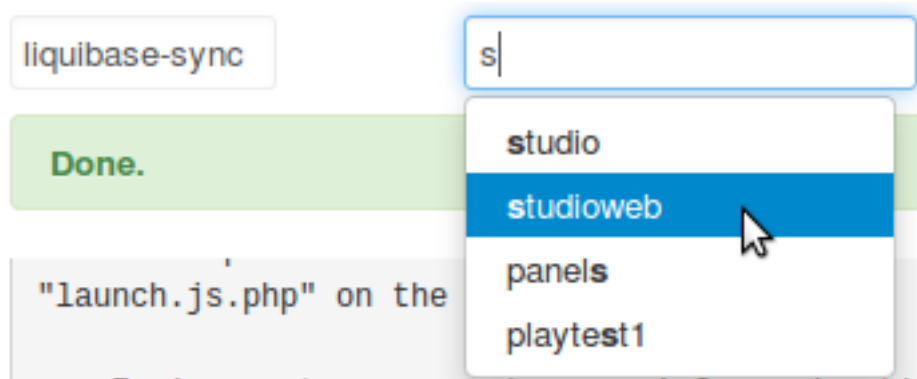 liquibase-sync
s
Done.
studio
studioweb
panels
playtest1
"launch.js.php" on the